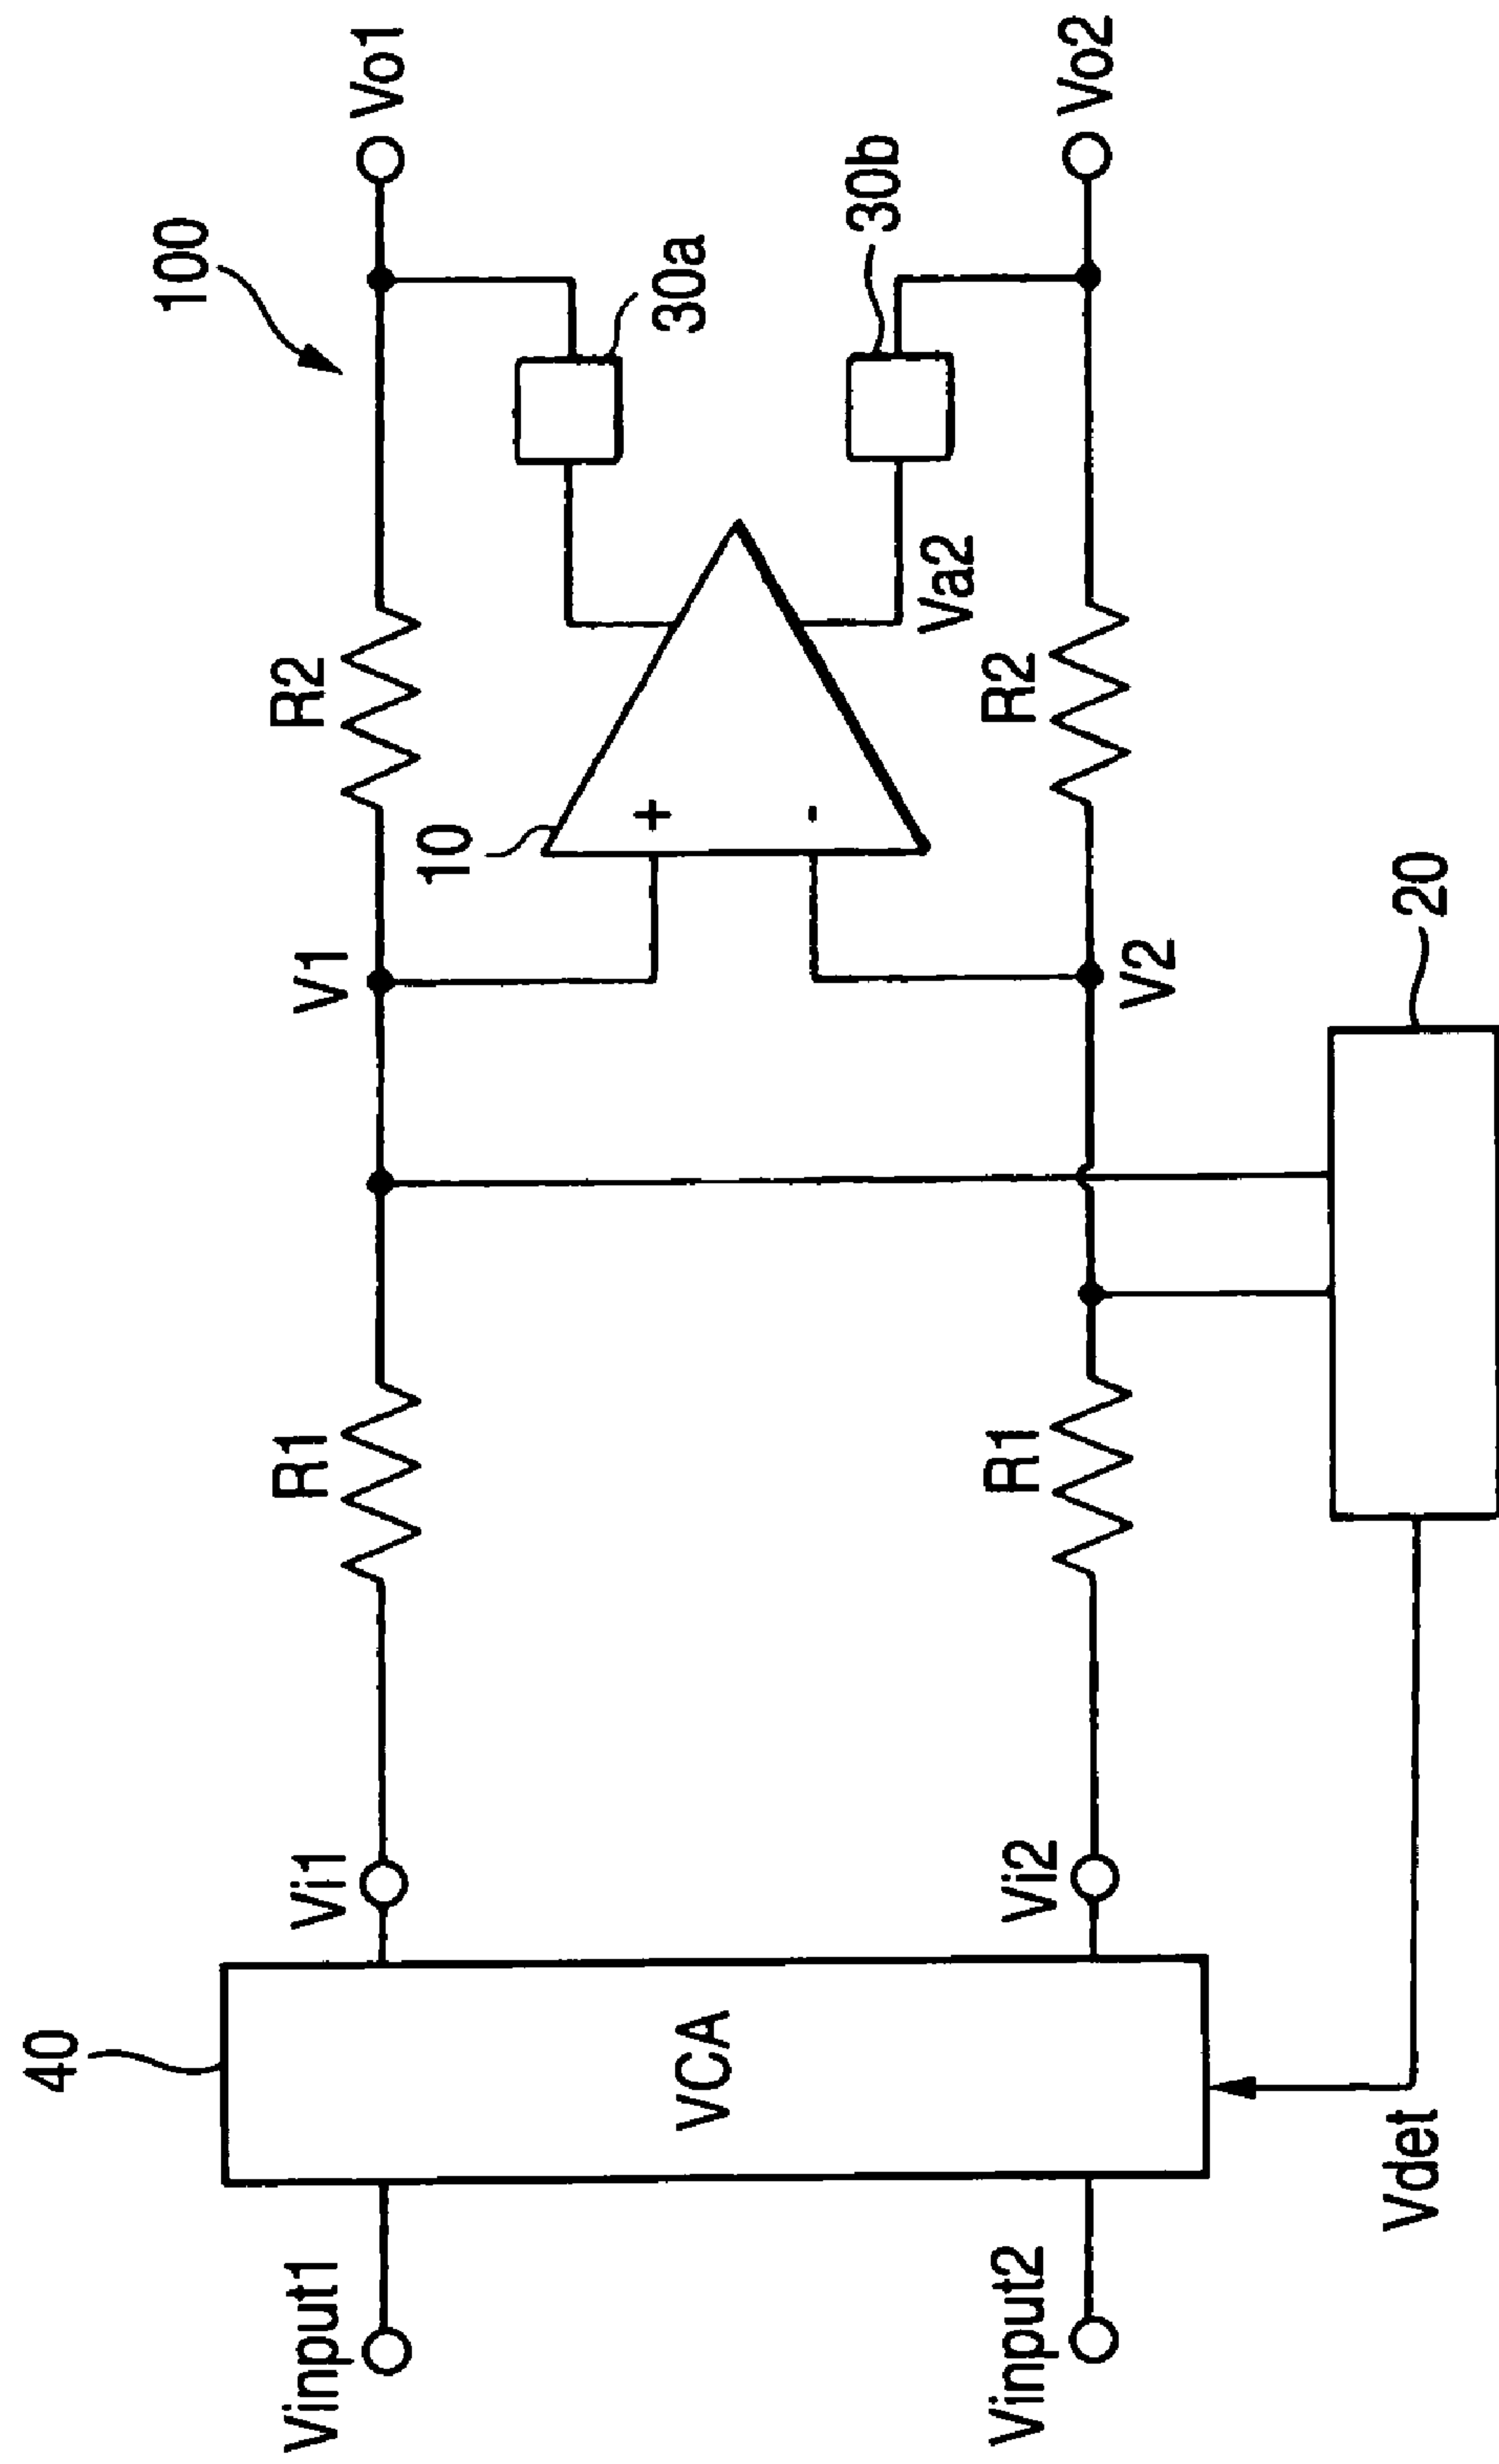 100
Vinput1
40
VCA
Vi1
R1
V1
R2
Vo1
10
+
-
30a
30b
Va2
Vinput2
Vi2
R1
V2
R2
Vo2
Vdet
20